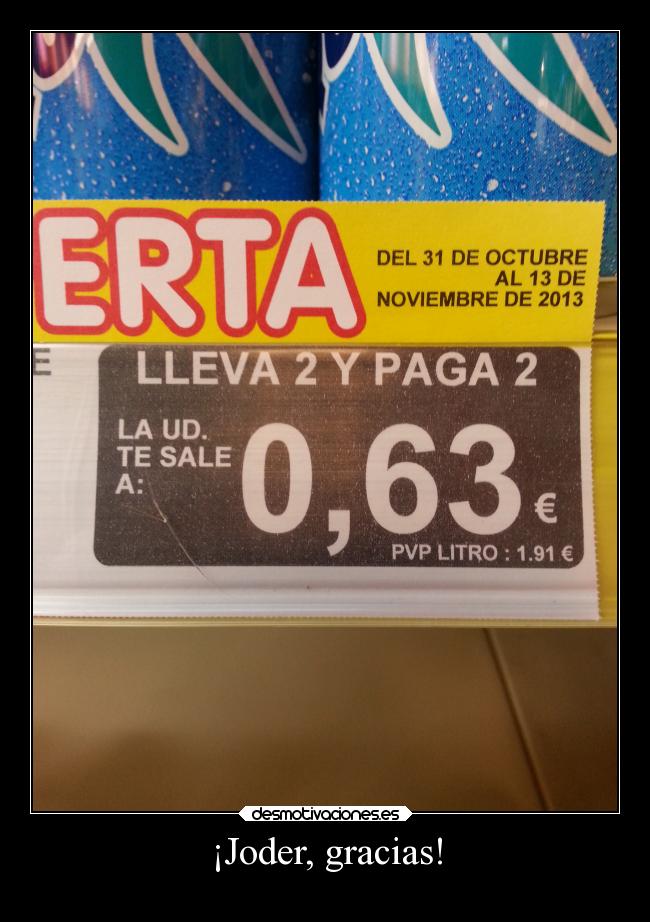 ERTA
DEL 31 DE OCTUBRE
AL 13 DE
NOVIEMBRE DE 2013
E
LLEVA 2 Y PAGA 2
LA UD.
TE SALE
A:
0,63 €
PVP LITRO : 1.91 €
desmotivaciones.es
¡Joder, gracias!